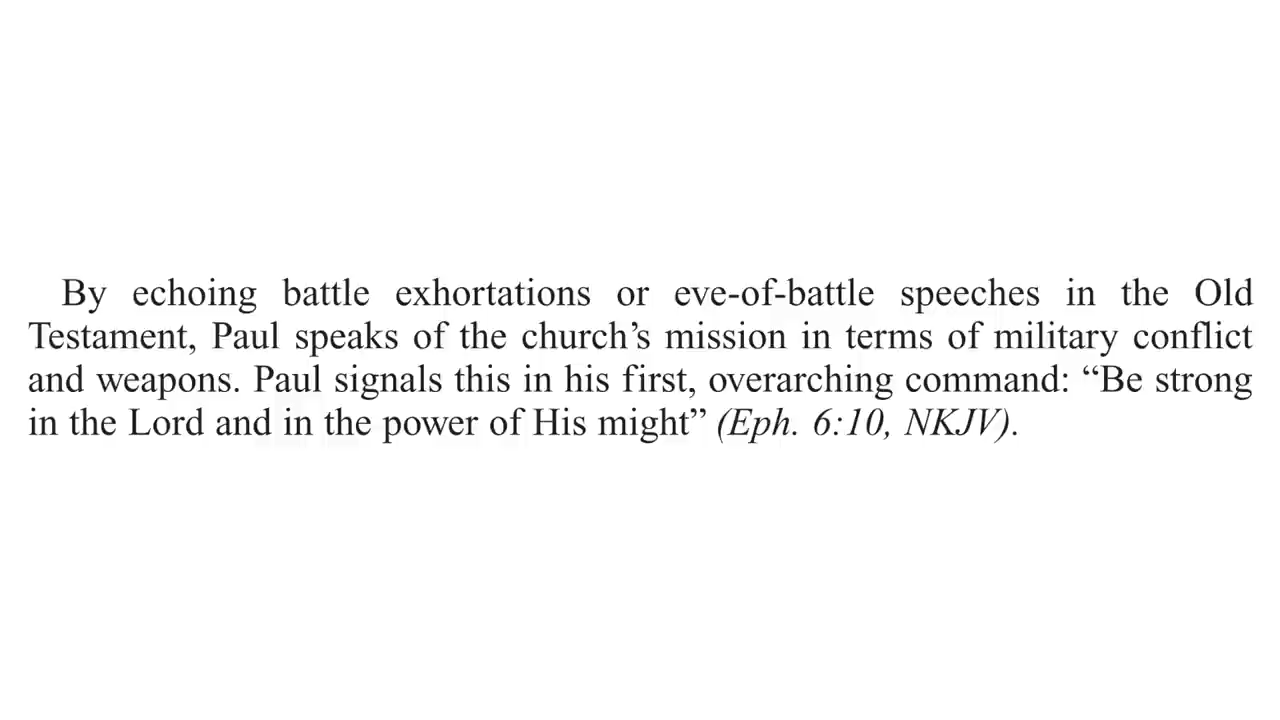 By echoing battle exhortations or eve-of-battle speeches in the Old
Testament, Paul speaks of the church’s mission in terms of military conflict
and weapons. Paul signals this in his first, overarching command: “Be strong
in the Lord and in the power of His might” (Eph. 6:10, NKJV).